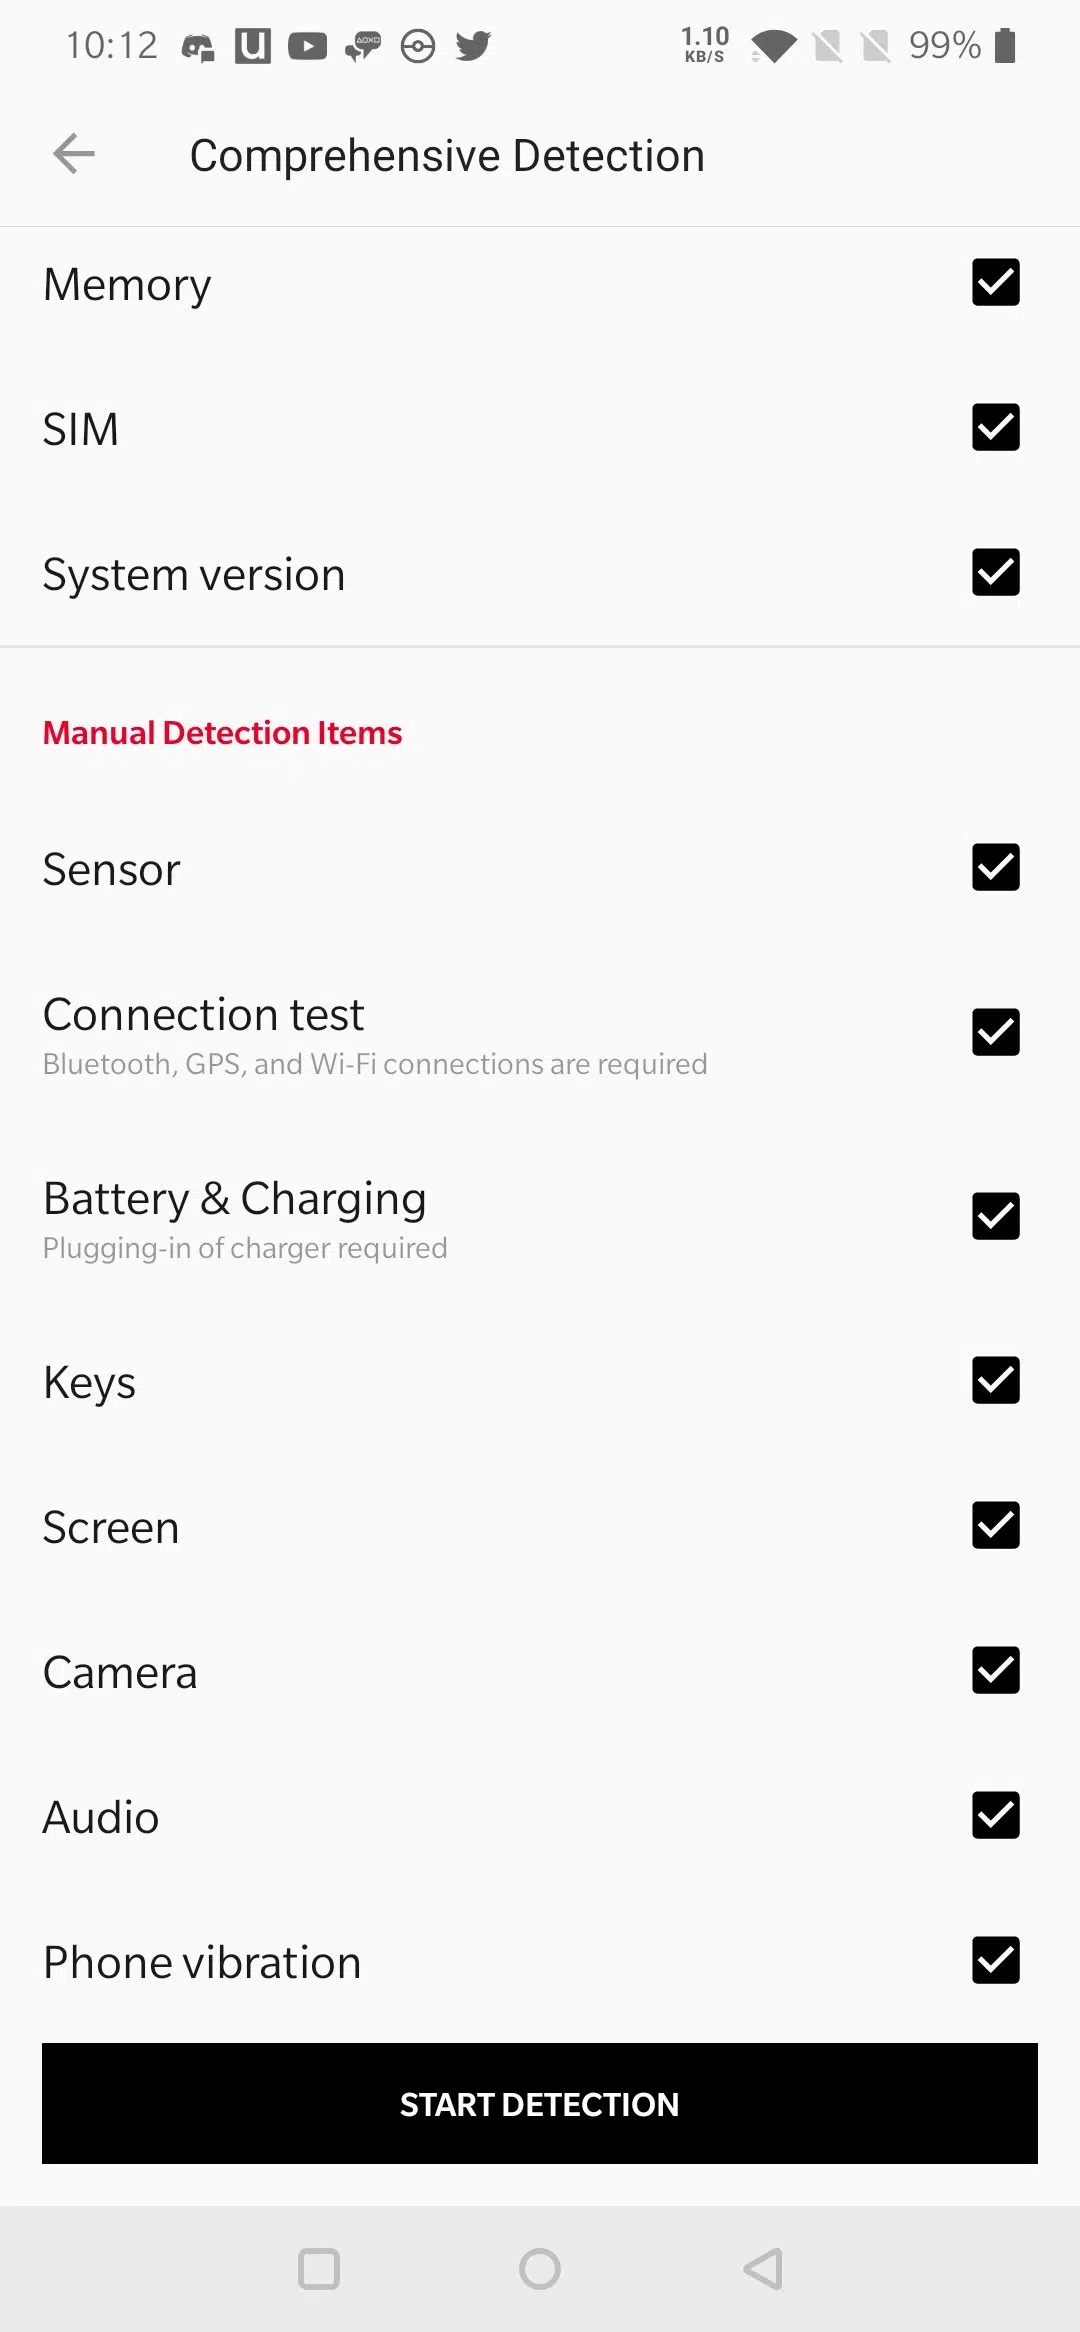 10:12 1.10 KB/S 99%
Comprehensive Detection
Memory
SIM
System version
Manual Detection Items
Sensor
Connection test
Bluetooth, GPS, and Wi-Fi connections are required
Battery & Charging
Plugging-in of charger required
Keys
Screen
Camera
Audio
Phone vibration
START DETECTION